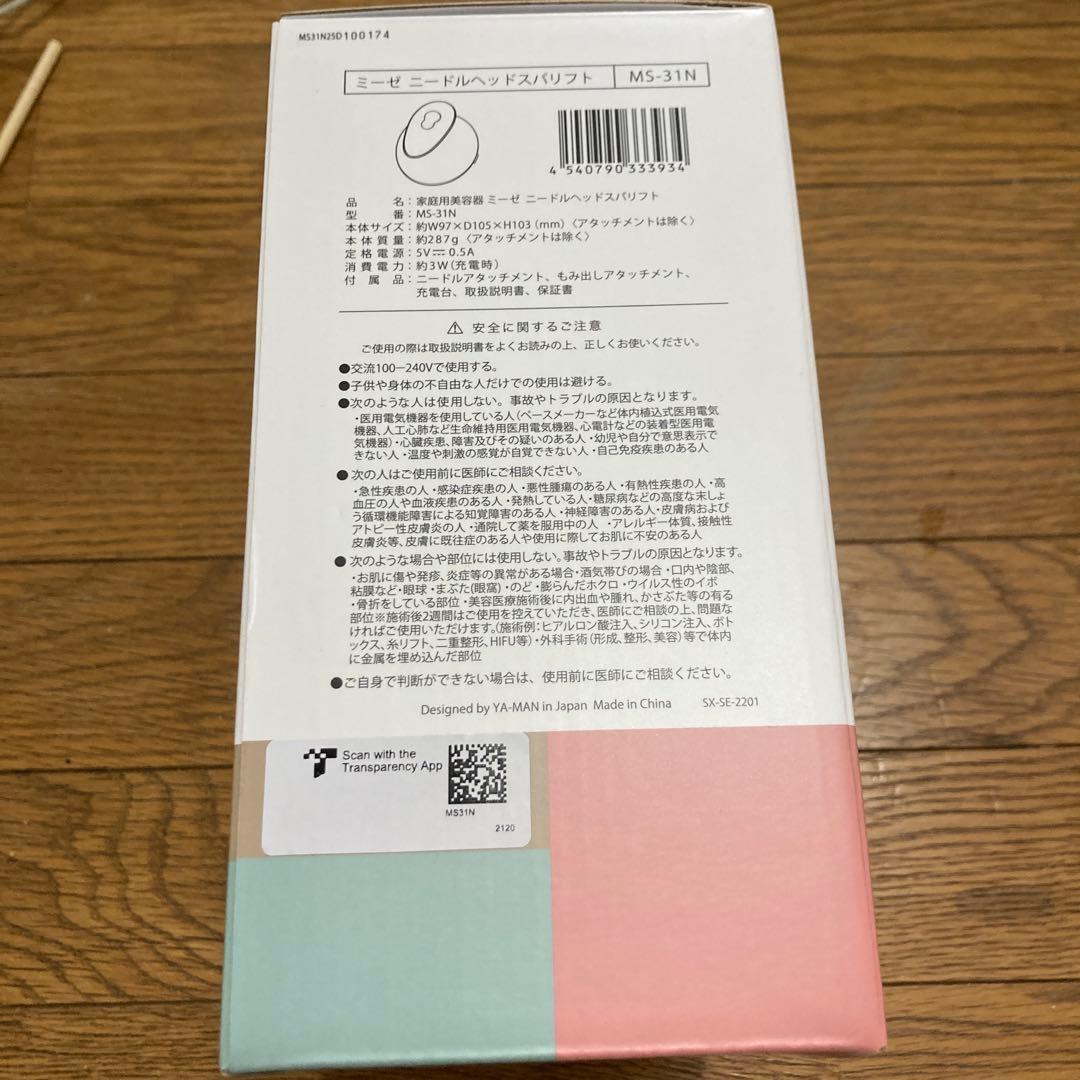 MS31N25D100174
ミーゼ ニードルヘッドスパリフト MS-31N
4 540790 333934
品 名：家庭用美容器 ミーゼ ニードルヘッドスパリフト
型 番：MS-31N
本体サイズ：約W97×D105×H103（mm）〈アタッチメントは除く〉
本体質量：約287g〈アタッチメントは除く〉
定格電源：5V⎓0.5A
消費電力：約3W（充電時）
付属品：ニードルアタッチメント、もみ出しアタッチメント、
充電台、取扱説明書、保証書
⚠ 安全に関するご注意
ご使用の際は取扱説明書をよくお読みの上、正しくお使いください。
●交流100－240Vで使用する。
●子供や身体の不自由な人だけでの使用は避ける。
●次のような人は使用しない。事故やトラブルの原因となります。
・医用電気機器を使用している人（ペースメーカーなど体内植込式医用電気
機器、人工心肺など生命維持用医用電気機器、心電計などの装着型医用電
気機器）・心臓疾患、障害及びその疑いのある人・幼児や自分で意思表示で
きない人・温度や刺激の感覚が自覚できない人・自己免疫疾患のある人
●次の人はご使用前に医師にご相談ください。
・急性疾患の人・感染症疾患の人・悪性腫瘍のある人・有熱性疾患の人・高
血圧の人や血液疾患のある人・発熱している人・糖尿病などの高度な末しょ
う循環機能障害による知覚障害のある人・神経障害のある人・皮膚病および
アトピー性皮膚炎の人・通院して薬を服用中の人 ・アレルギー体質、接触性
皮膚炎等、皮膚に既往症のある人や使用に際してお肌に不安のある人
●次のような場合や部位には使用しない。事故やトラブルの原因となります。
・お肌に傷や発疹、炎症等の異常がある場合・酒気帯びの場合・口内や陰部、
粘膜など・眼球・まぶた(眼窩)・のど・膨らんだホクロ・ウイルス性のイボ
・骨折をしている部位・美容医療施術後に内出血や腫れ、かさぶた等の有る
部位※施術後2週間はご使用を控えていただき、医師にご相談の上、問題な
ければご使用いただけます。（施術例：ヒアルロン酸注入、シリコン注入、ボト
ックス、糸リフト、二重整形、HIFU等）・外科手術（形成、整形、美容）等で体内
に金属を埋め込んだ部位
●ご自身で判断ができない場合は、使用前に医師にご相談ください。
Designed by YA-MAN in Japan Made in China SX-SE-2201
Scan with the
Transparency App
MS31N
2120